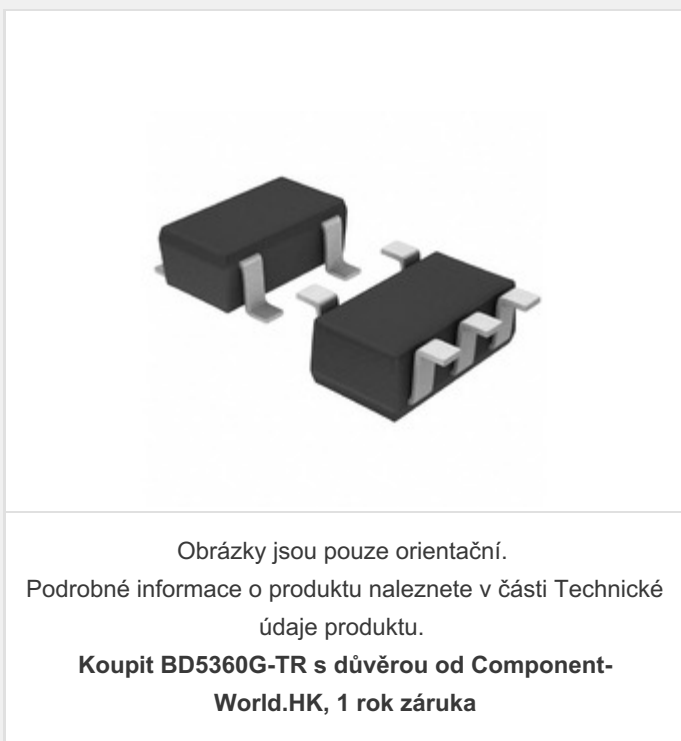 Obrázky jsou pouze orientační.
Podrobné informace o produktu naleznete v části Technické
údaje produktu.
Koupit BD5360G-TR s důvěrou od Component-
World.HK, 1 rok záruka